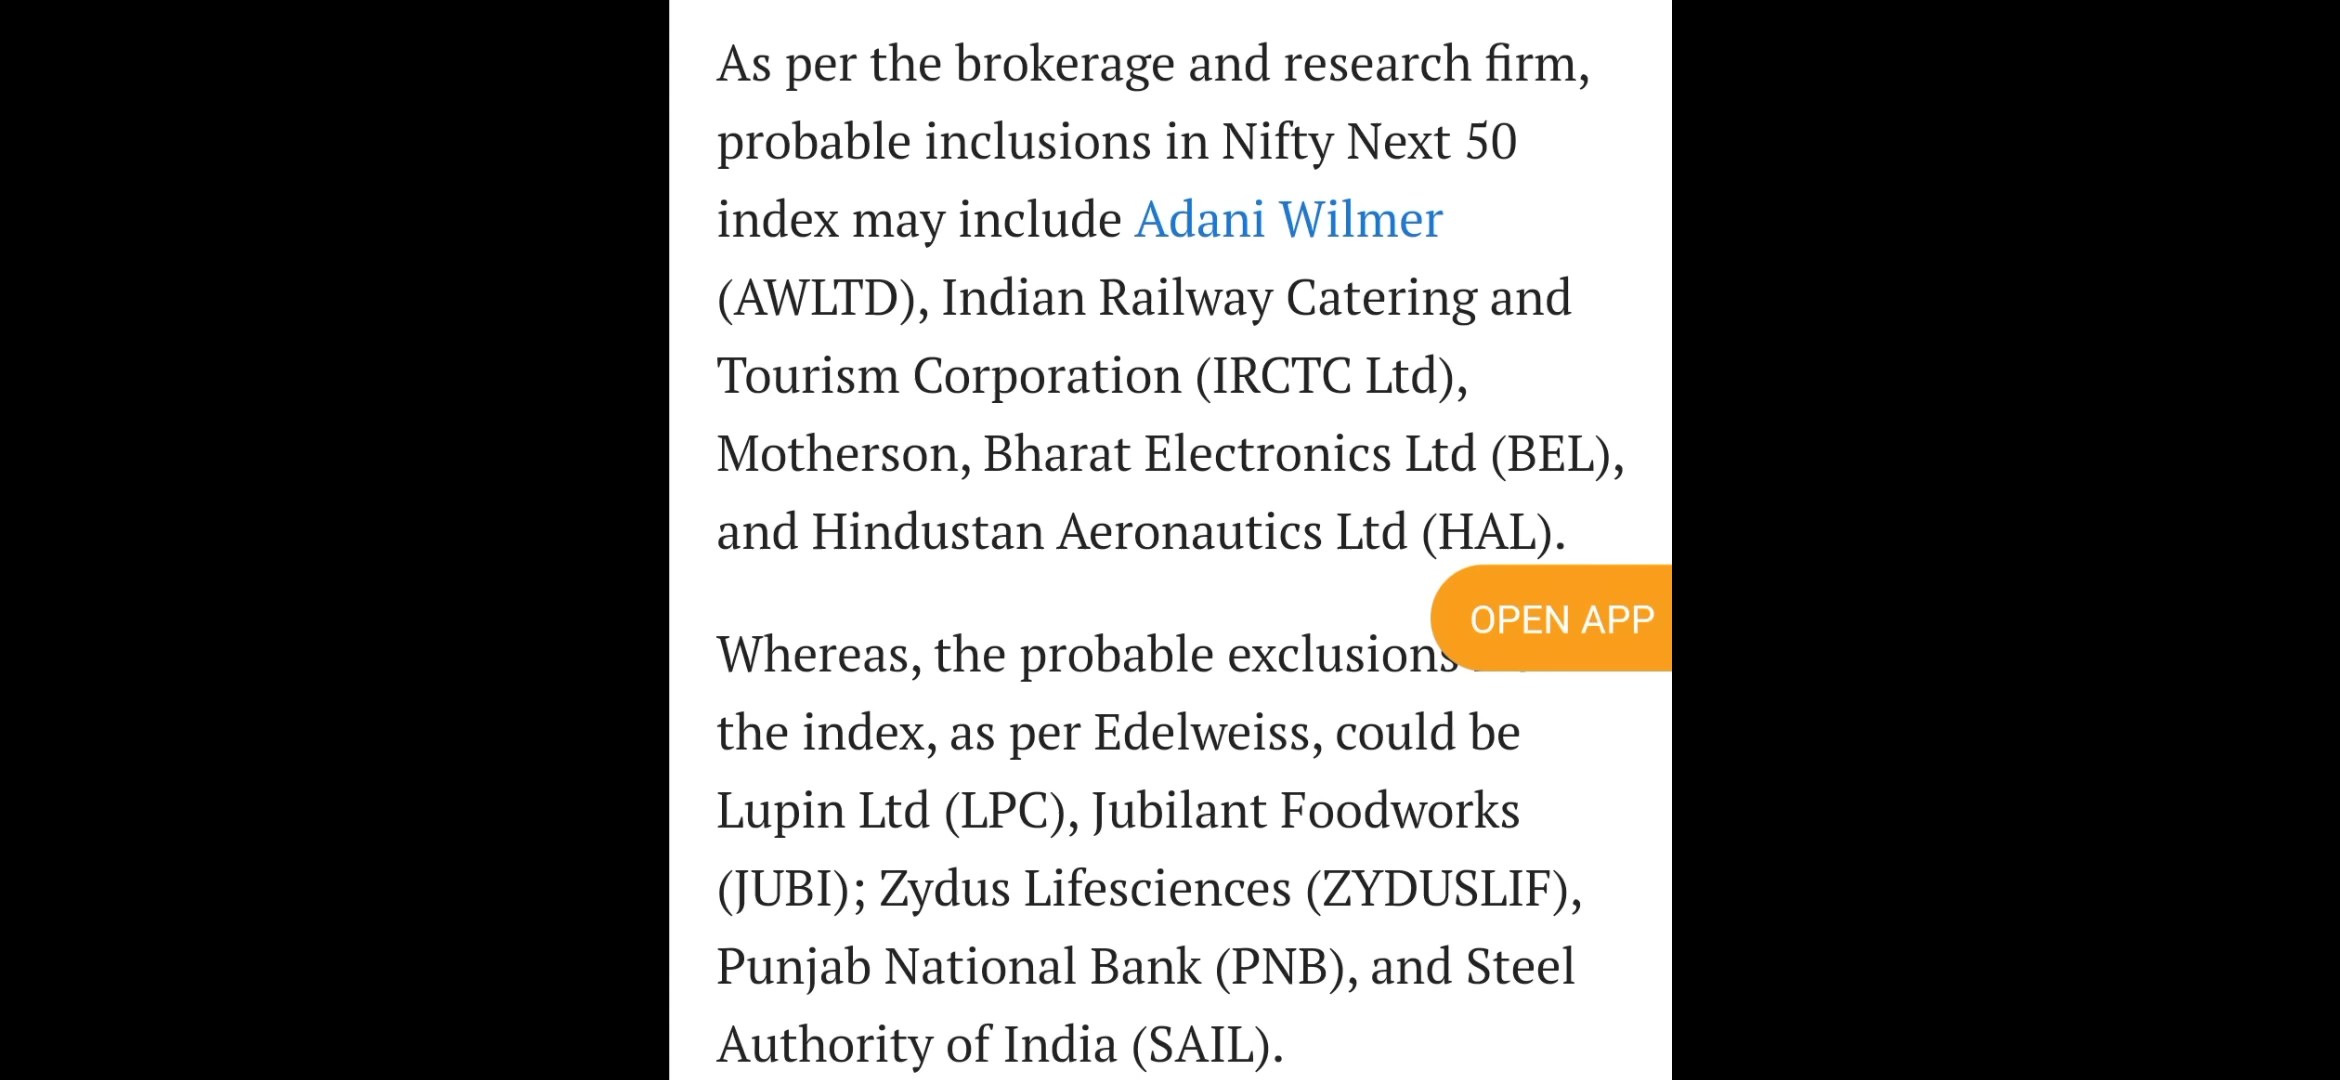 As per the brokerage and research firm,
probable inclusions in Nifty Next 50
index may include Adani Wilmer
(AWLTD), Indian Railway Catering and
Tourism Corporation (IRCTC Ltd),
Motherson, Bharat Electronics Ltd (BEL),
and Hindustan Aeronautics Ltd (HAL).
OPEN APP
Whereas, the probable exclusions
the index, as per Edelweiss, could be
Lupin Ltd (LPC), Jubilant Foodworks
(JUBI); Zydus Lifesciences (ZYDUSLIF),
Punjab National Bank (PNB), and Steel
Authority of India (SAIL).